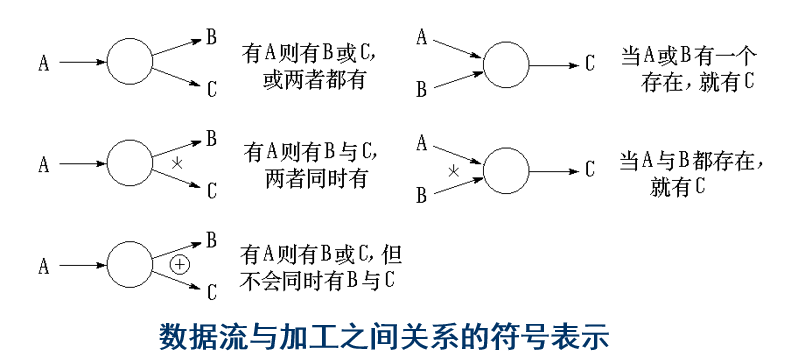 A
B
C
有A则有B或C,
或两者都有
A
B
C
当A或B有一个
存在,就有C
A
B
*
C
有A则有B与C,
两者同时有
A
*
B
C
当A与B都存在,
就有C
A
B
+
C
有A则有B或C,但
不会同时有B与C
数据流与加工之间关系的符号表示